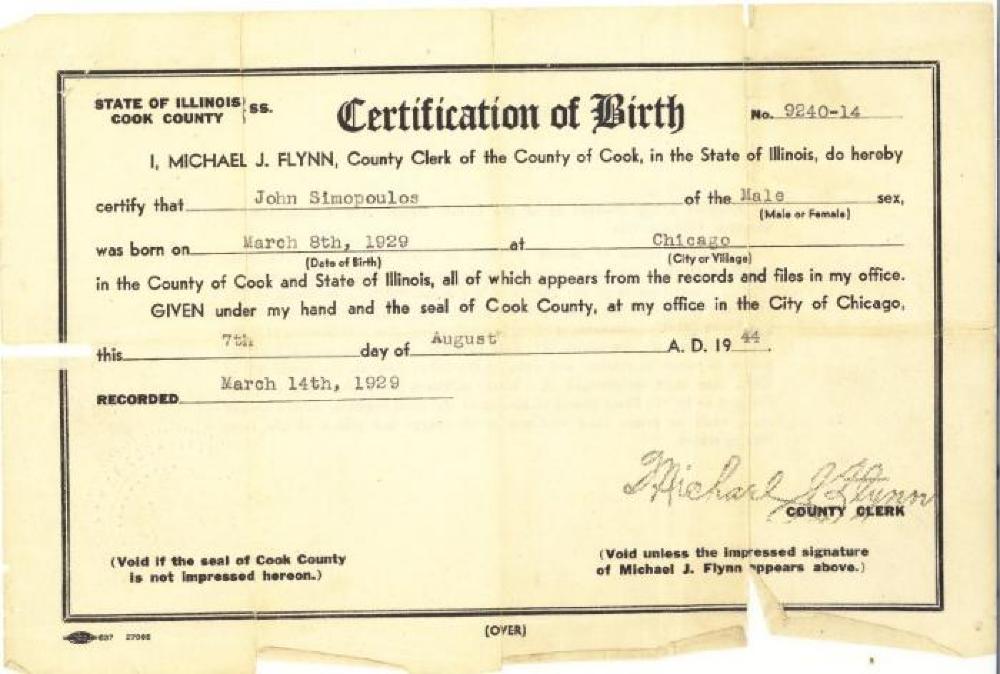 STATE OF ILLINOIS } SS. Certification of Birth No. 9240-14
COOK COUNTY
I, MICHAEL J. FLYNN, County Clerk of the County of Cook, in the State of Illinois, do hereby
certify that John Simopoulos of the Male sex,
(Male or Female)
was born on March 8th, 1929 at Chicago
(Date of Birth) (City or Village)
in the County of Cook and State of Illinois, all of which appears from the records and files in my office.
GIVEN under my hand and the seal of Cook County, at my office in the City of Chicago,
this 7th day of August A. D. 19 44.
RECORDED March 14th, 1929
Michael J Flynn
COUNTY CLERK
(Void if the seal of Cook County
is not impressed hereon.)
(Void unless the impressed signature
of Michael J. Flynn appears above.)
(OVER)